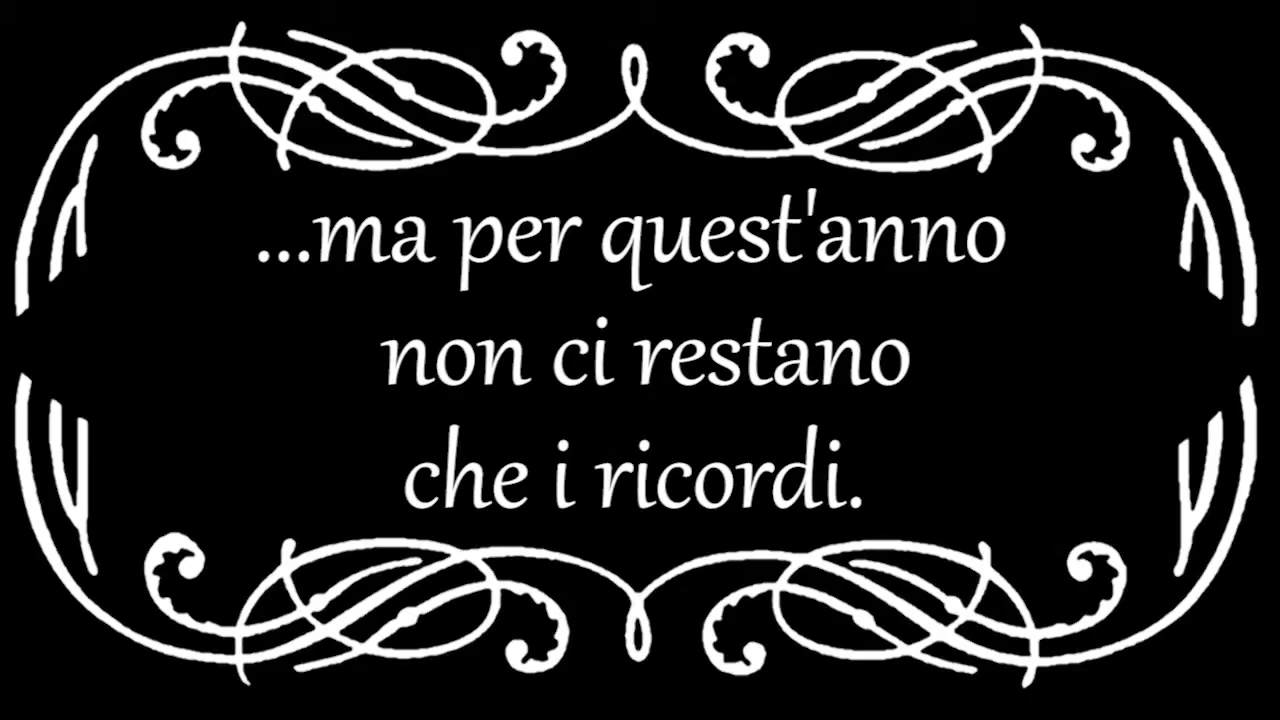 ...ma per quest'anno
non ci restano
che i ricordi.